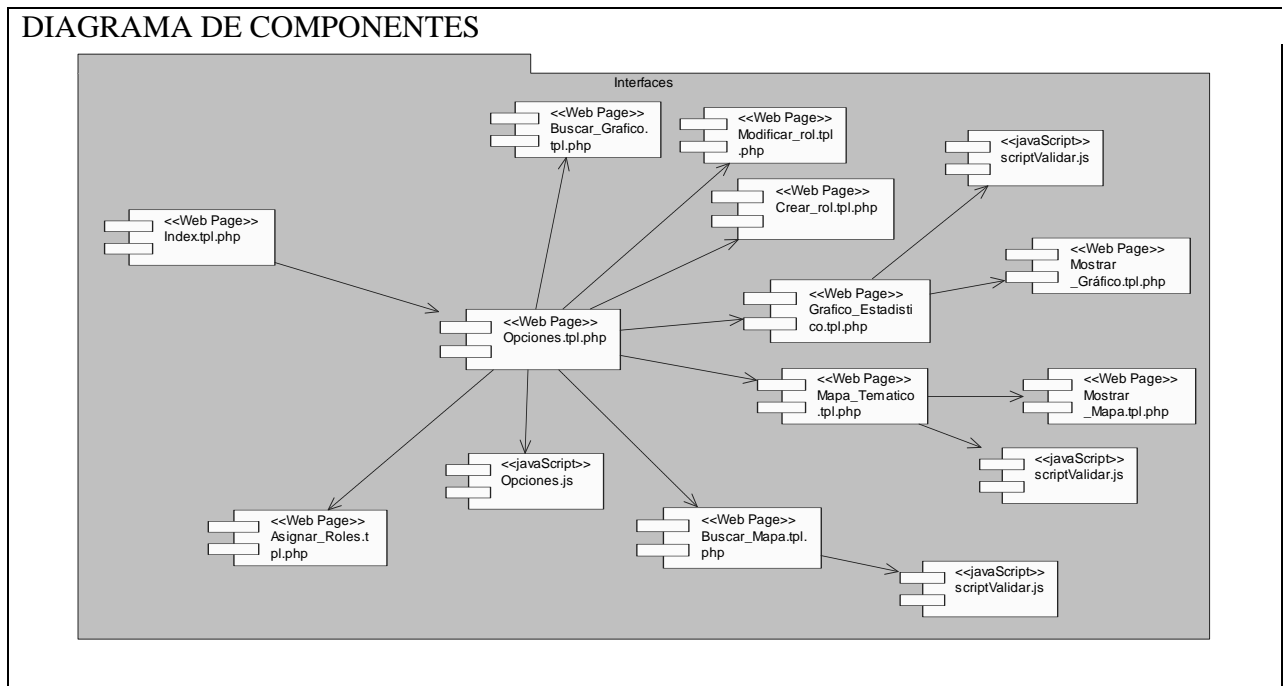 DIAGRAMA DE COMPONENTES
Interfaces
<<Web Page>>
Buscar_Grafico.
tpl.php
<<Web Page>>
Modificar_rol.tpl
.php
<<javaScript>>
scriptValidar.js
<<Web Page>>
Crear_rol.tpl.php
<<Web Page>>
Index.tpl.php
<<Web Page>>
Mostrar
_Gráfico.tpl.php
<<Web Page>>
Grafico_Estadisti
co.tpl.php
<<Web Page>>
Opciones.tpl.php
<<Web Page>>
Mapa_Tematico
.tpl.php
<<Web Page>>
Mostrar
_Mapa.tpl.php
<<javaScript>>
Opciones.js
<<javaScript>>
scriptValidar.js
<<Web Page>>
Asignar_Roles.t
pl.php
<<Web Page>>
Buscar_Mapa.tpl.
php
<<javaScript>>
scriptValidar.js